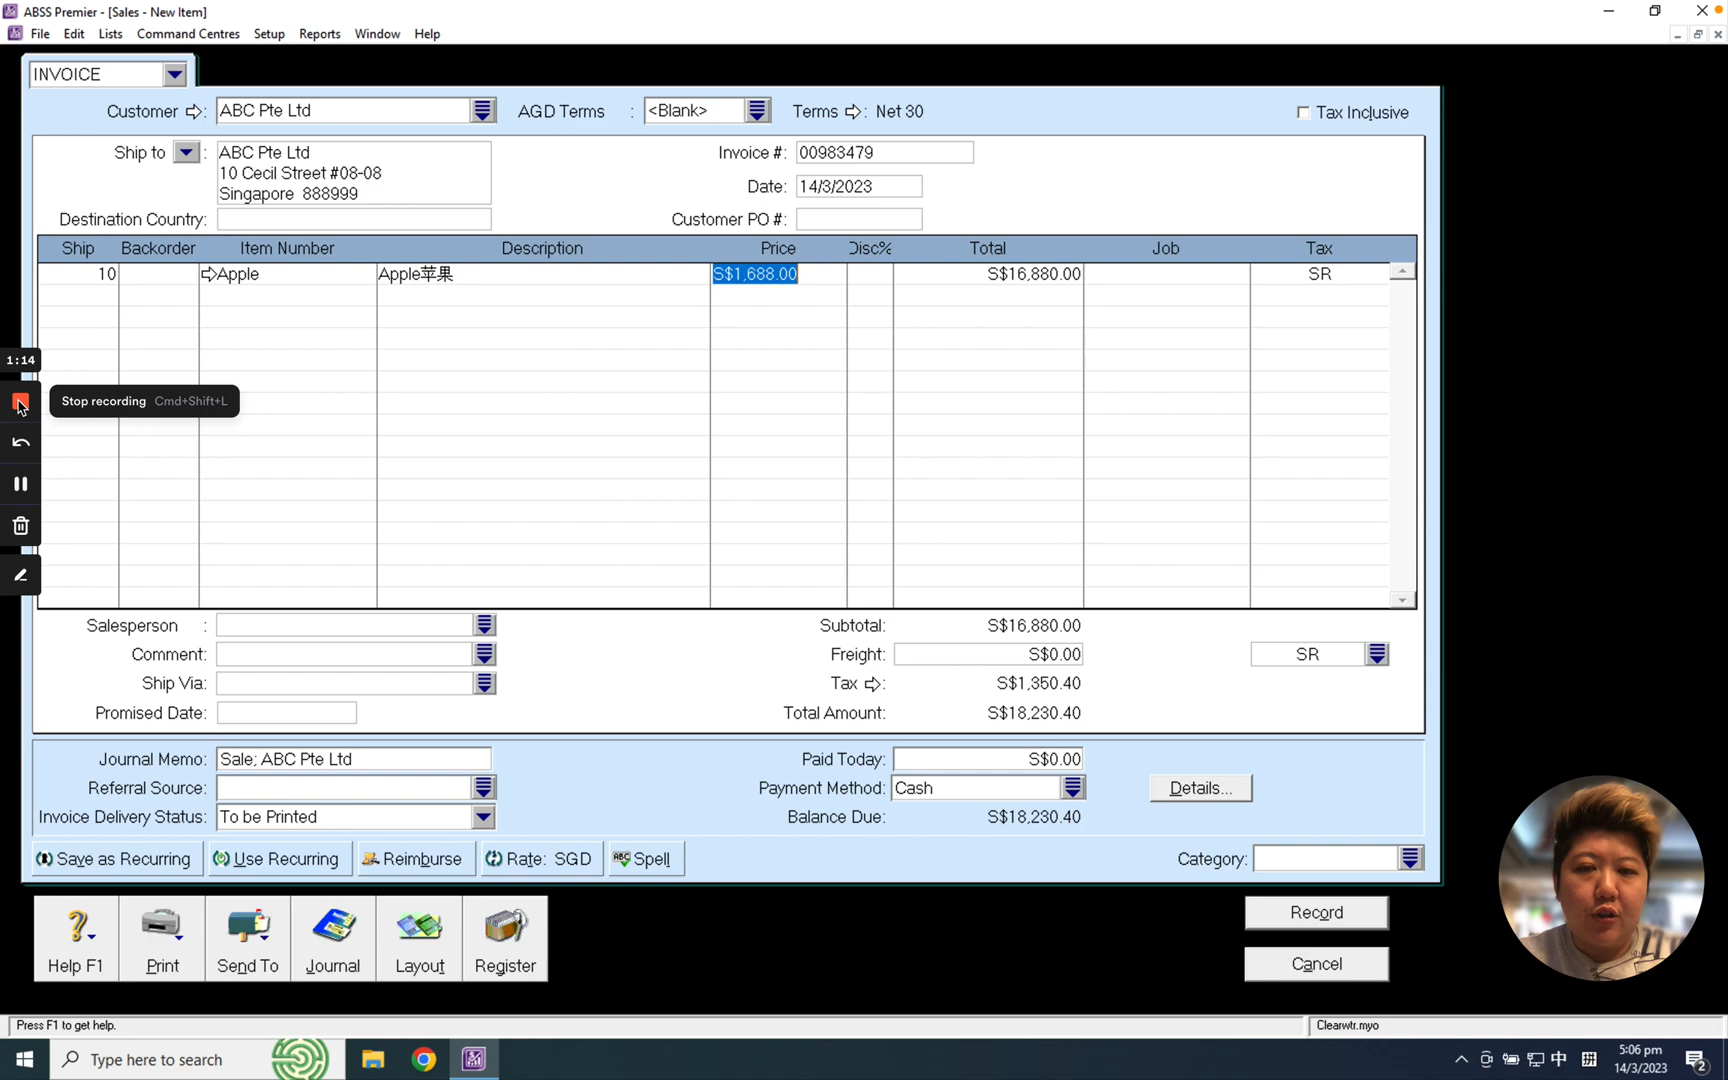 ABSS Premier - [Sales - New Item]
File Edit Lists Command Centres Setup Reports Window Help
INVOICE
Customer : ABC Pte Ltd AGD Terms : <Blank> Terms : Net 30 Tax Inclusive
Ship to : ABC Pte Ltd Invoice #: 00983479
10 Cecil Street #08-08
Singapore 888999
Date: 14/3/2023
Destination Country: Customer PO #:
Ship Backorder Item Number Description Price Disc% Total Job Tax
10 Apple Apple苹果 S$1,688.00 S$16,880.00 SR
1:14
Stop recording Cmd+Shift+L
Salesperson : Subtotal: S$16,880.00
Comment: Freight: S$0.00 SR
Ship Via: Tax : S$1,350.40
Promised Date: Total Amount: S$18,230.40
Journal Memo: Sale; ABC Pte Ltd Paid Today: S$0.00
Referral Source: Payment Method: Cash Details...
Invoice Delivery Status: To be Printed Balance Due: S$18,230.40
Save as Recurring Use Recurring Reimburse Rate: SGD ABC Spell Category:
Record
Help F1 Print Send To Journal Layout Register
Cancel
Press F1 to get help. Clearwtr.myo
Type here to search
中 拼 5:06 pm
14/3/2023 2